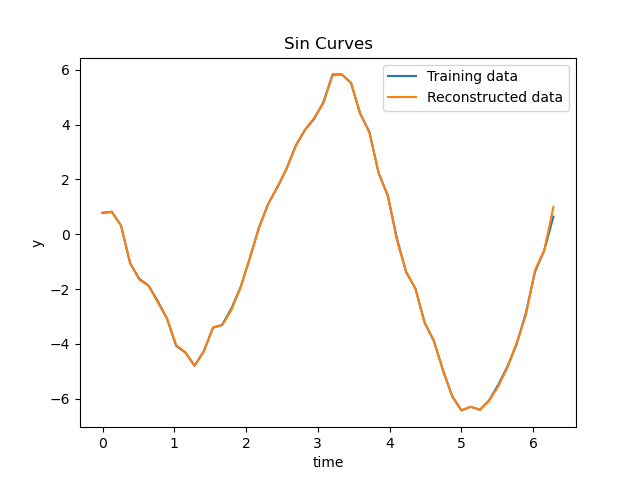 Sin Curves
Training data
Reconstructed data
6
4
2
0
−2
−4
−6
y
0 1 2 3 4 5 6
time